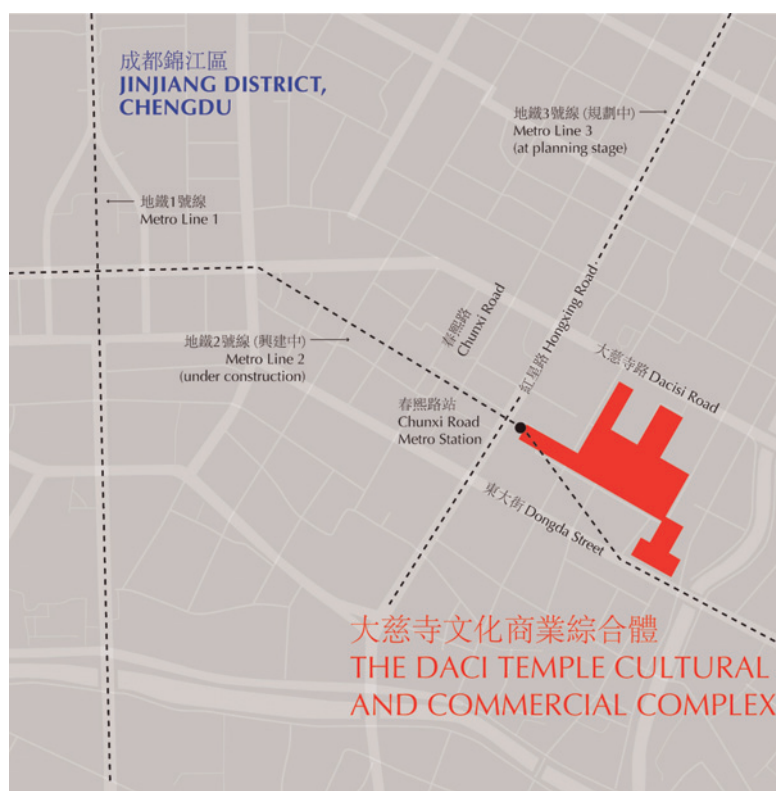 成都錦江區
JINJIANG DISTRICT,
CHENGDU
地鐵3號線 (規劃中)
Metro Line 3
(at planning stage)
地鐵1號線
Metro Line 1
春熙路
Chunxi Road
紅星路 Hongxing Road
地鐵2號線 (興建中)
Metro Line 2
(under construction)
大慈寺路 Dacisi Road
春熙路站
Chunxi Road
Metro Station
東大街 Dongda Street
大慈寺文化商業綜合體
THE DACI TEMPLE CULTURAL
AND COMMERCIAL COMPLEX